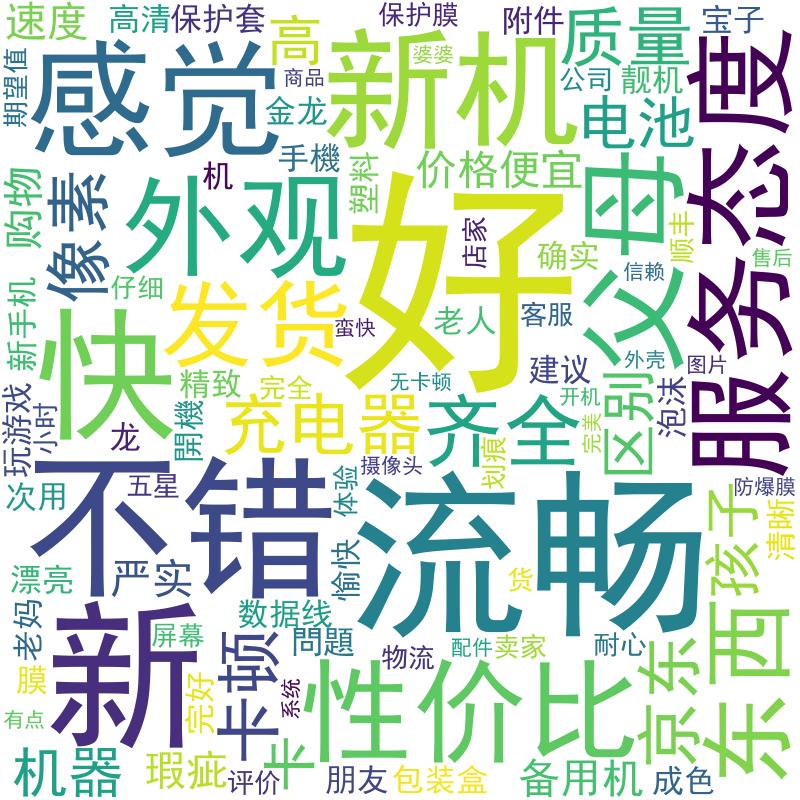 速度
高清
保护套
高
保护膜
附件
宝子
期望值
感觉
商品
新机
婆婆
质量
公司
靓机
服务态度
金龙
电池
手機
机
塑料
价格便宜
父母
购物
像素
外观
好
店家
确实
顺丰
售后
信赖
新手机
仔细
发货
蛮快
老人
客服
快
精致
完全
无卡顿
建议
外壳
图片
开机
玩游戏
小时
開機
龙
充电器
齐全
完美
区别
泡沫
划痕
次用
五星
体验
摄像头
防爆膜
不错
流畅
孩子
清晰
漂亮
严实
愉快
货
老妈
数据线
新
屏幕
卡顿
問題
物流
配件
卖家
耐心
京东
东西
膜
完好
系统
性价比
有点
机器
瑕疵
评价
卡
朋友
包装盒
备用机
成色